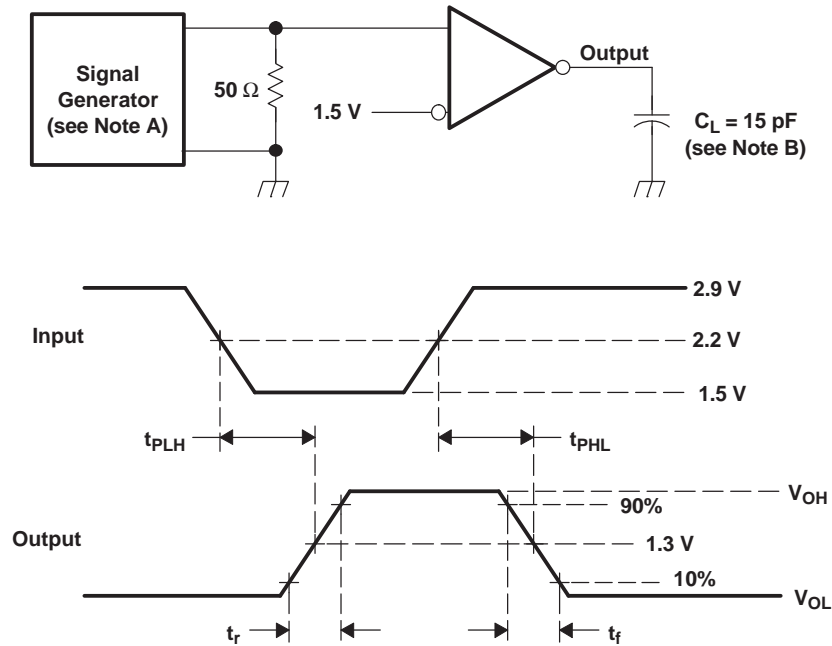 Signal
Generator
(see Note A)
50 Ω
1.5 V
Output
C_L = 15 pF
(see Note B)
Input
2.9 V
2.2 V
1.5 V
t_PLH
t_PHL
Output
V_OH
90%
1.3 V
10%
V_OL
t_r
t_f